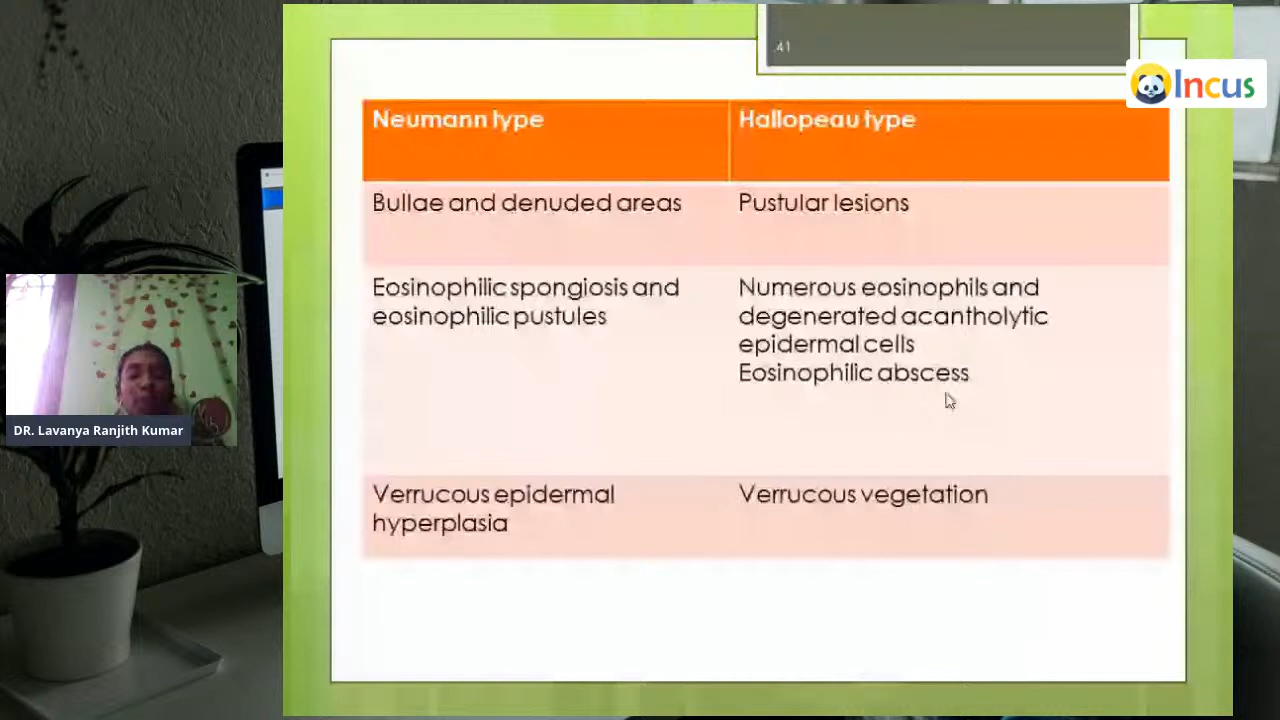 41
Incus
Neumann type
Hallopeau type
Bullae and denuded areas
Pustular lesions
Eosinophilic spongiosis and
eosinophilic pustules
Numerous eosinophils and
degenerated acantholytic
epidermal cells
Eosinophilic abscess
Verrucous epidermal
hyperplasia
Verrucous vegetation
DR. Lavanya Ranjith Kumar